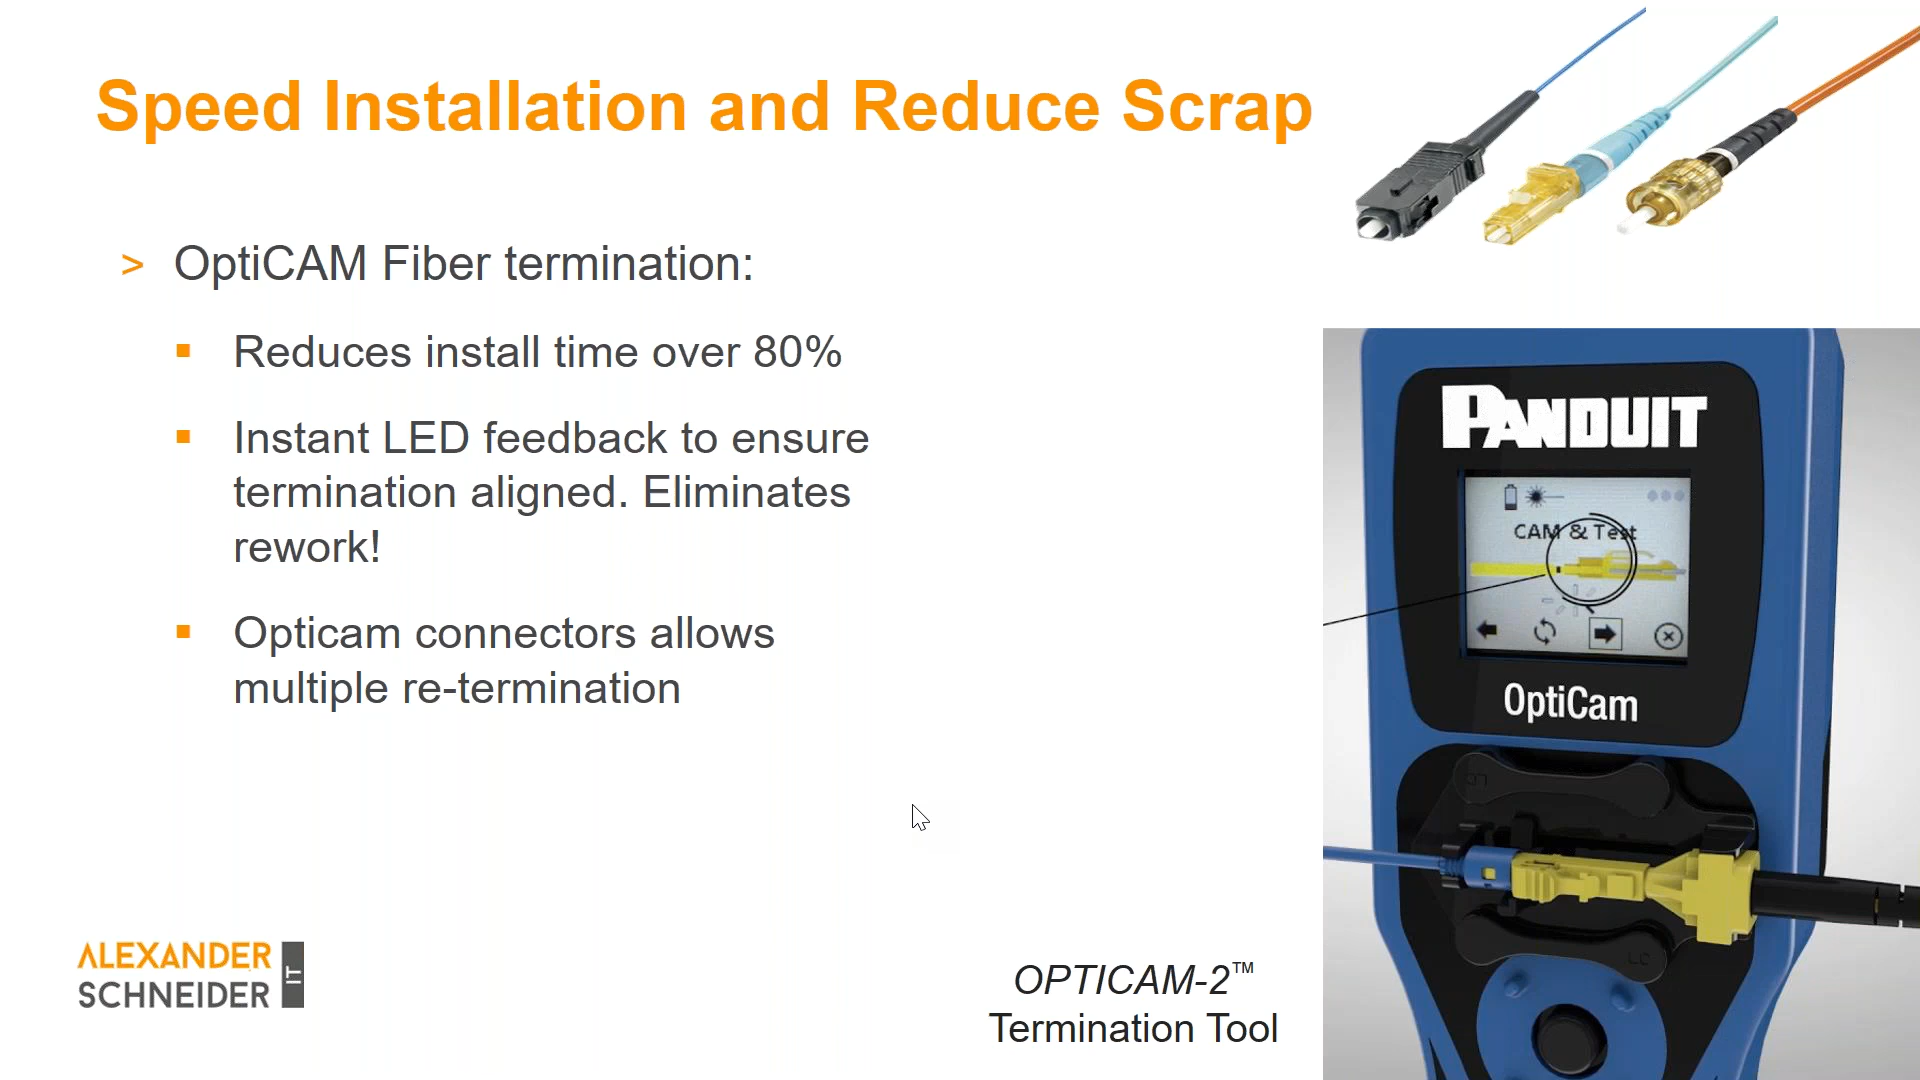 Speed Installation and Reduce Scrap
> OptiCAM Fiber termination:
▪ Reduces install time over 80%
▪ Instant LED feedback to ensure
termination aligned. Eliminates
rework!
▪ Opticam connectors allows
multiple re-termination
PANDUIT
CAM & Test
OptiCam
ALEXANDER
SCHNEIDER
IT
OPTICAM-2™
Termination Tool